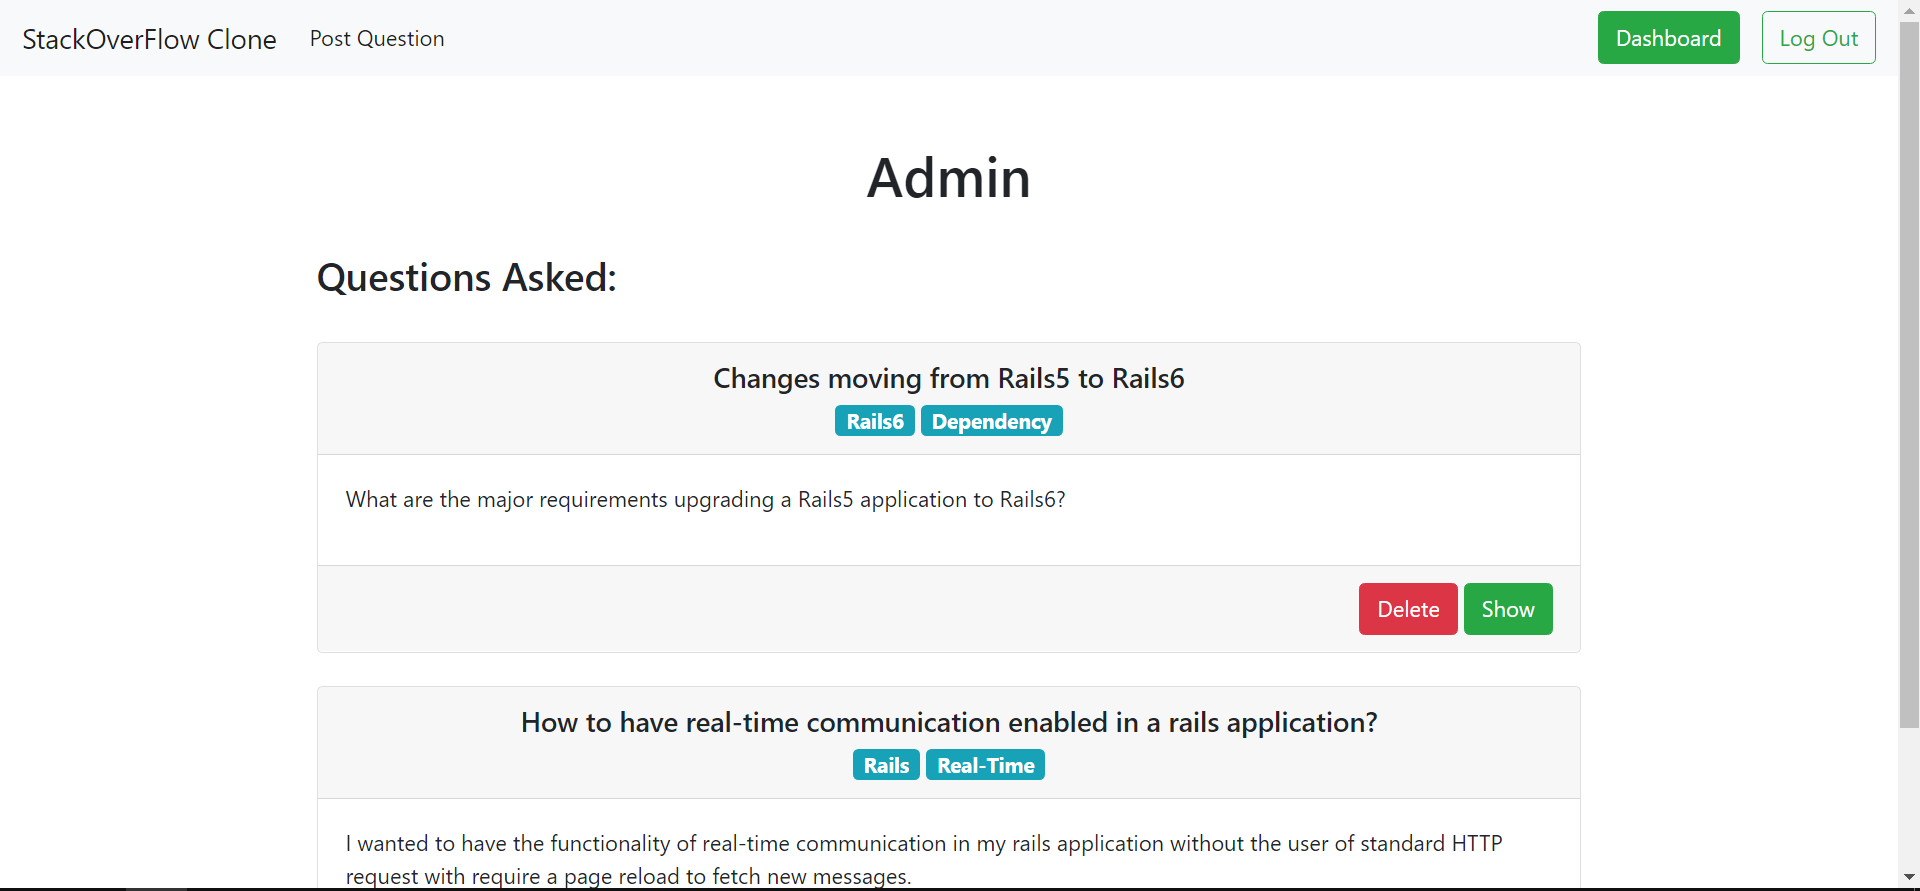 StackOverFlow Clone Post Question Dashboard Log Out
Admin
Questions Asked:
Changes moving from Rails5 to Rails6
Rails6 Dependency
What are the major requirements upgrading a Rails5 application to Rails6?
Delete Show
How to have real-time communication enabled in a rails application?
Rails Real-Time
I wanted to have the functionality of real-time communication in my rails application without the user of standard HTTP
request with require a page reload to fetch new messages.